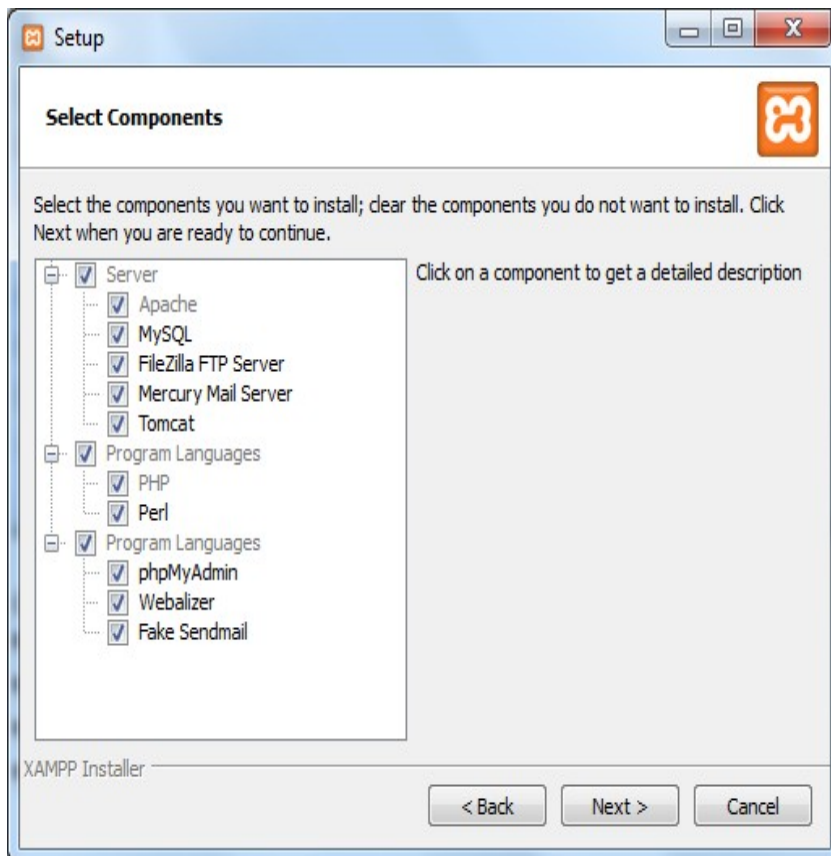 Setup
Select Components
Select the components you want to install; clear the components you do not want to install. Click
Next when you are ready to continue.
Server
Apache
MySQL
FileZilla FTP Server
Mercury Mail Server
Tomcat
Program Languages
PHP
Perl
Program Languages
phpMyAdmin
Webalizer
Fake Sendmail
Click on a component to get a detailed description
XAMPP Installer
< Back
Next >
Cancel